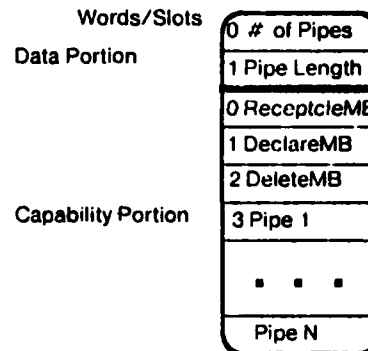 Words/Slots
0 # of Pipes
Data Portion
1 Pipe Length
0 ReceptcleMB
1 DeclareMB
2 DeleteMB
Capability Portion
3 Pipe 1
. . .
Pipe N